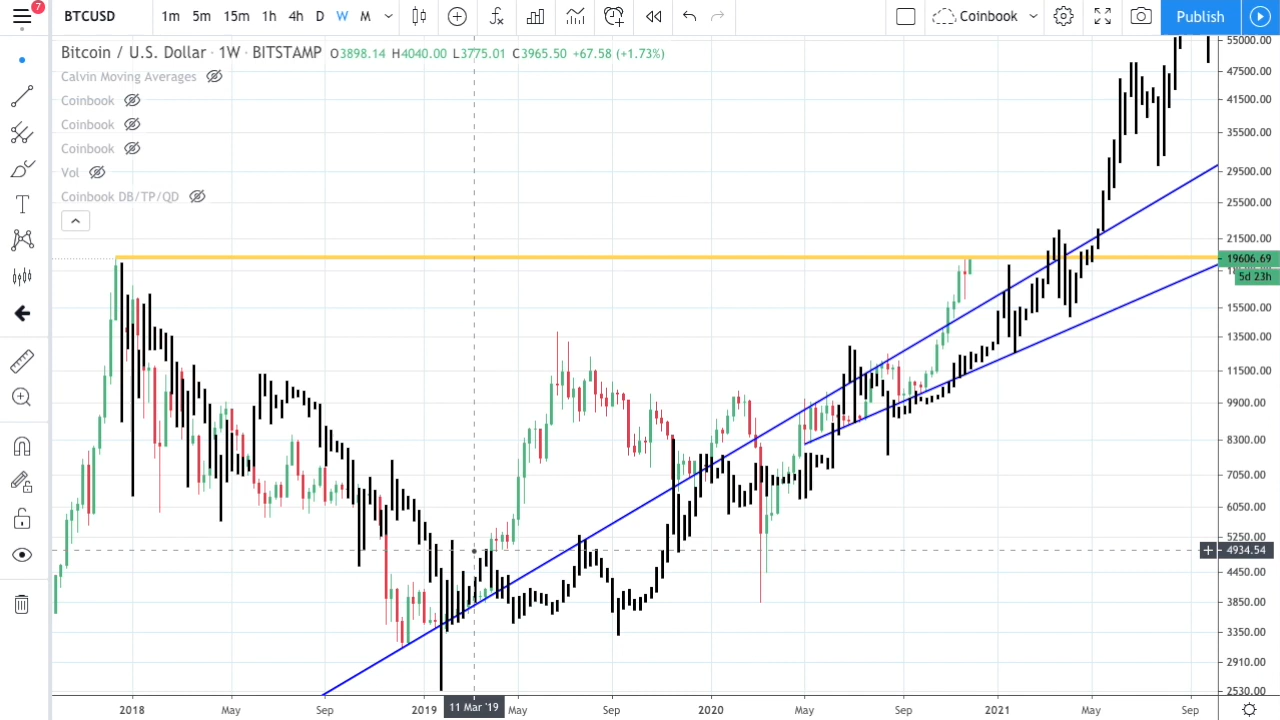 7
BTCUSD 1m 5m 15m 1h 4h D W M Coinbook Publish
Bitcoin / U.S. Dollar · 1W · BITSTAMP O3898.14 H4040.00 L3775.01 C3965.50 +67.58 (+1.73%)
Calvin Moving Averages
Coinbook
Coinbook
Coinbook
Vol
Coinbook DB/TP/QD
55000.00
47500.00
41500.00
35500.00
29500.00
25500.00
21500.00
19606.69
5d 23h
15500.00
13500.00
11500.00
9900.00
8300.00
7050.00
6050.00
5250.00
4934.54
4450.00
3850.00
3350.00
2910.00
2530.00
2018 May Sep 2019 11 Mar '19 May Sep 2020 May Sep 2021 May Sep